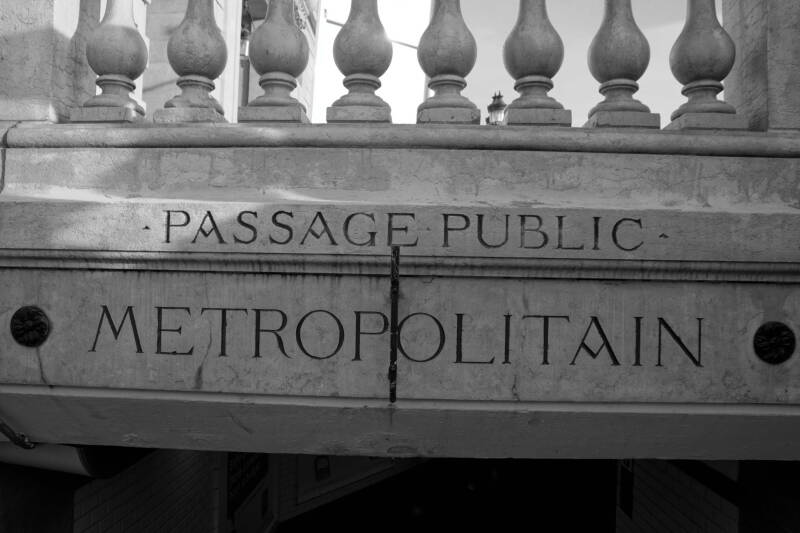 · PASSAGE PUBLIC ·
METROPOLITAIN